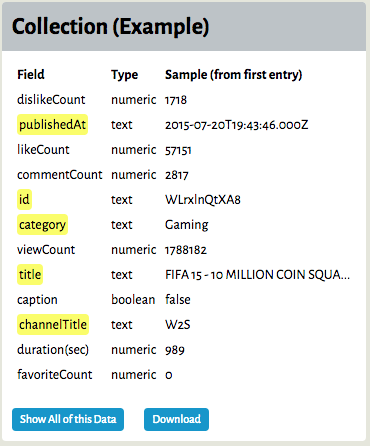 Collection (Example)
Field Type Sample (from first entry)
dislikeCount numeric 1718
publishedAt text 2015-07-20T19:43:46.000Z
likeCount numeric 57151
commentCount numeric 2817
id text WLrxlnQtXA8
category text Gaming
viewCount numeric 1788182
title text FIFA 15 - 10 MILLION COIN SQUA...
caption boolean false
channelTitle text W2S
duration(sec) numeric 989
favoriteCount numeric 0
Show All of this Data Download